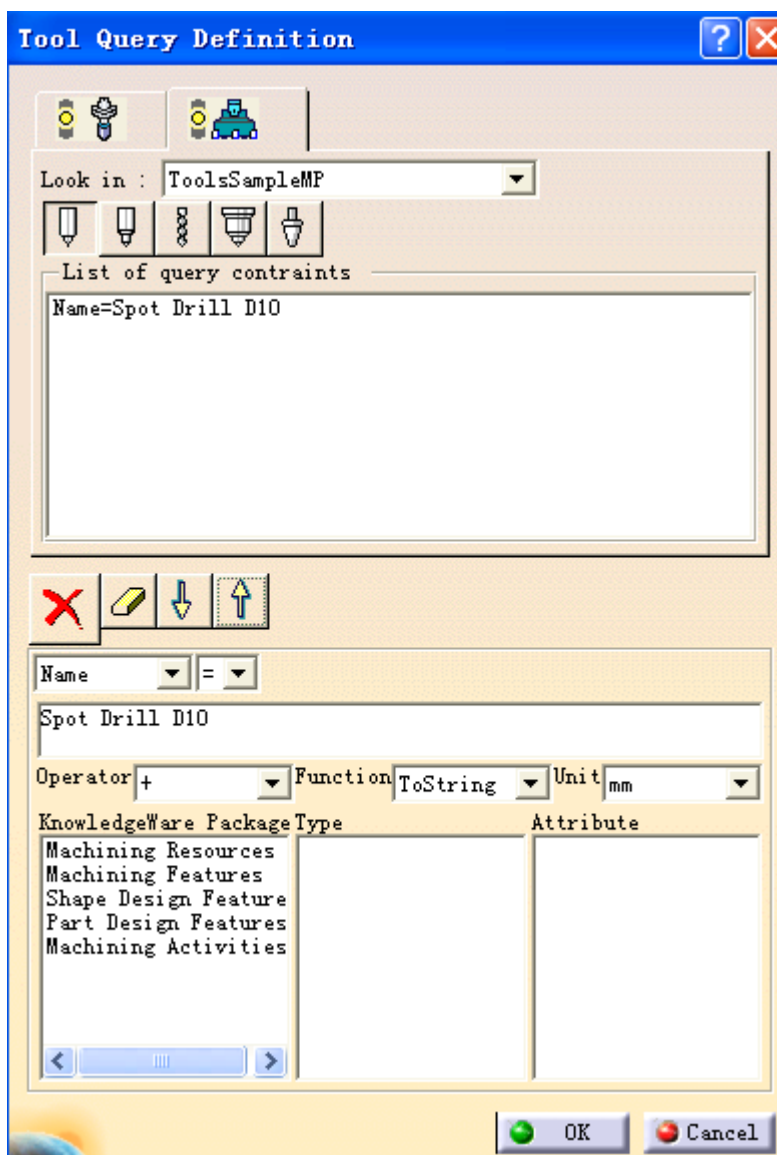 Tool Query Definition
Look in : ToolsSampleMP
List of query contraints
Name=Spot Drill D10
Name =
Spot Drill D10
Operator + Function ToString Unit mm
KnowledgeWare Package Type Attribute
Machining Resources
Machining Features
Shape Design Feature
Part Design Features
Machining Activities
OK Cancel